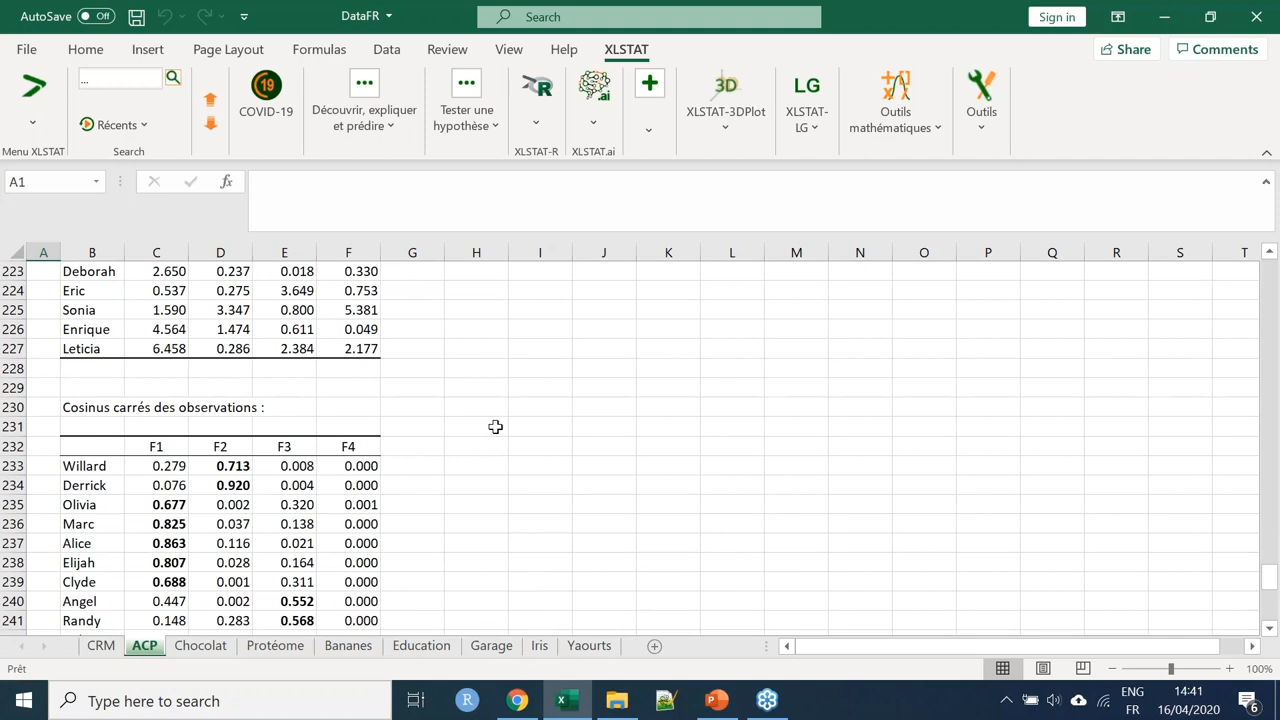 AutoSave Off DataFR Search Sign in
File Home Insert Page Layout Formulas Data Review View Help XLSTAT Share Comments
... 19 ... ... .ai + 3D LG
Récents COVID-19 Découvrir, expliquer et prédire Tester une hypothèse XLSTAT-3DPlot XLSTAT-LG Outils mathématiques Outils
Menu XLSTAT Search XLSTAT-R XLSTAT.ai
A1 fx
A B C D E F G H I J K L M N O P Q R S T
223 Deborah 2.650 0.237 0.018 0.330
224 Eric 0.537 0.275 3.649 0.753
225 Sonia 1.590 3.347 0.800 5.381
226 Enrique 4.564 1.474 0.611 0.049
227 Leticia 6.458 0.286 2.384 2.177
228
229
230 Cosinus carrés des observations :
231
232 F1 F2 F3 F4
233 Willard 0.279 0.713 0.008 0.000
234 Derrick 0.076 0.920 0.004 0.000
235 Olivia 0.677 0.002 0.320 0.001
236 Marc 0.825 0.037 0.138 0.000
237 Alice 0.863 0.116 0.021 0.000
238 Elijah 0.807 0.028 0.164 0.000
239 Clyde 0.688 0.001 0.311 0.000
240 Angel 0.447 0.002 0.552 0.000
241 Randy 0.148 0.283 0.568 0.000
CRM ACP Chocolat Protéome Bananes Education Garage Iris Yaourts
Prêt 100%
Type here to search R ENG 14:41
FR 16/04/2020 6